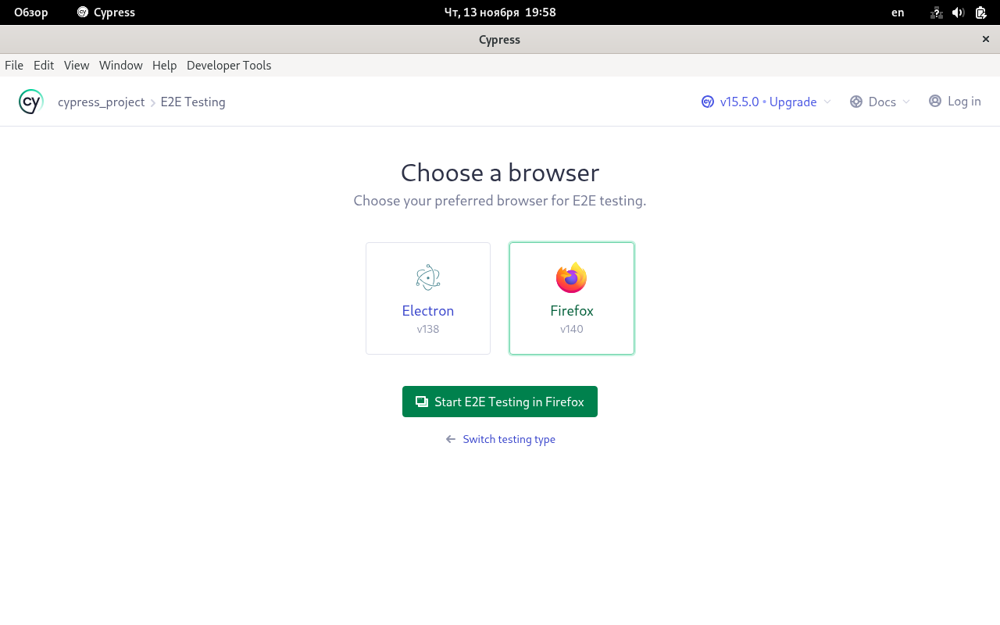 Обзор Cypress Чт, 13 ноября 19:58 en
Cypress
File Edit View Window Help Developer Tools
cy cypress_project E2E Testing v15.5.0 • Upgrade Docs Log in
Choose a browser
Choose your preferred browser for E2E testing.
Electron Firefox
v138 v140
Start E2E Testing in Firefox
Switch testing type